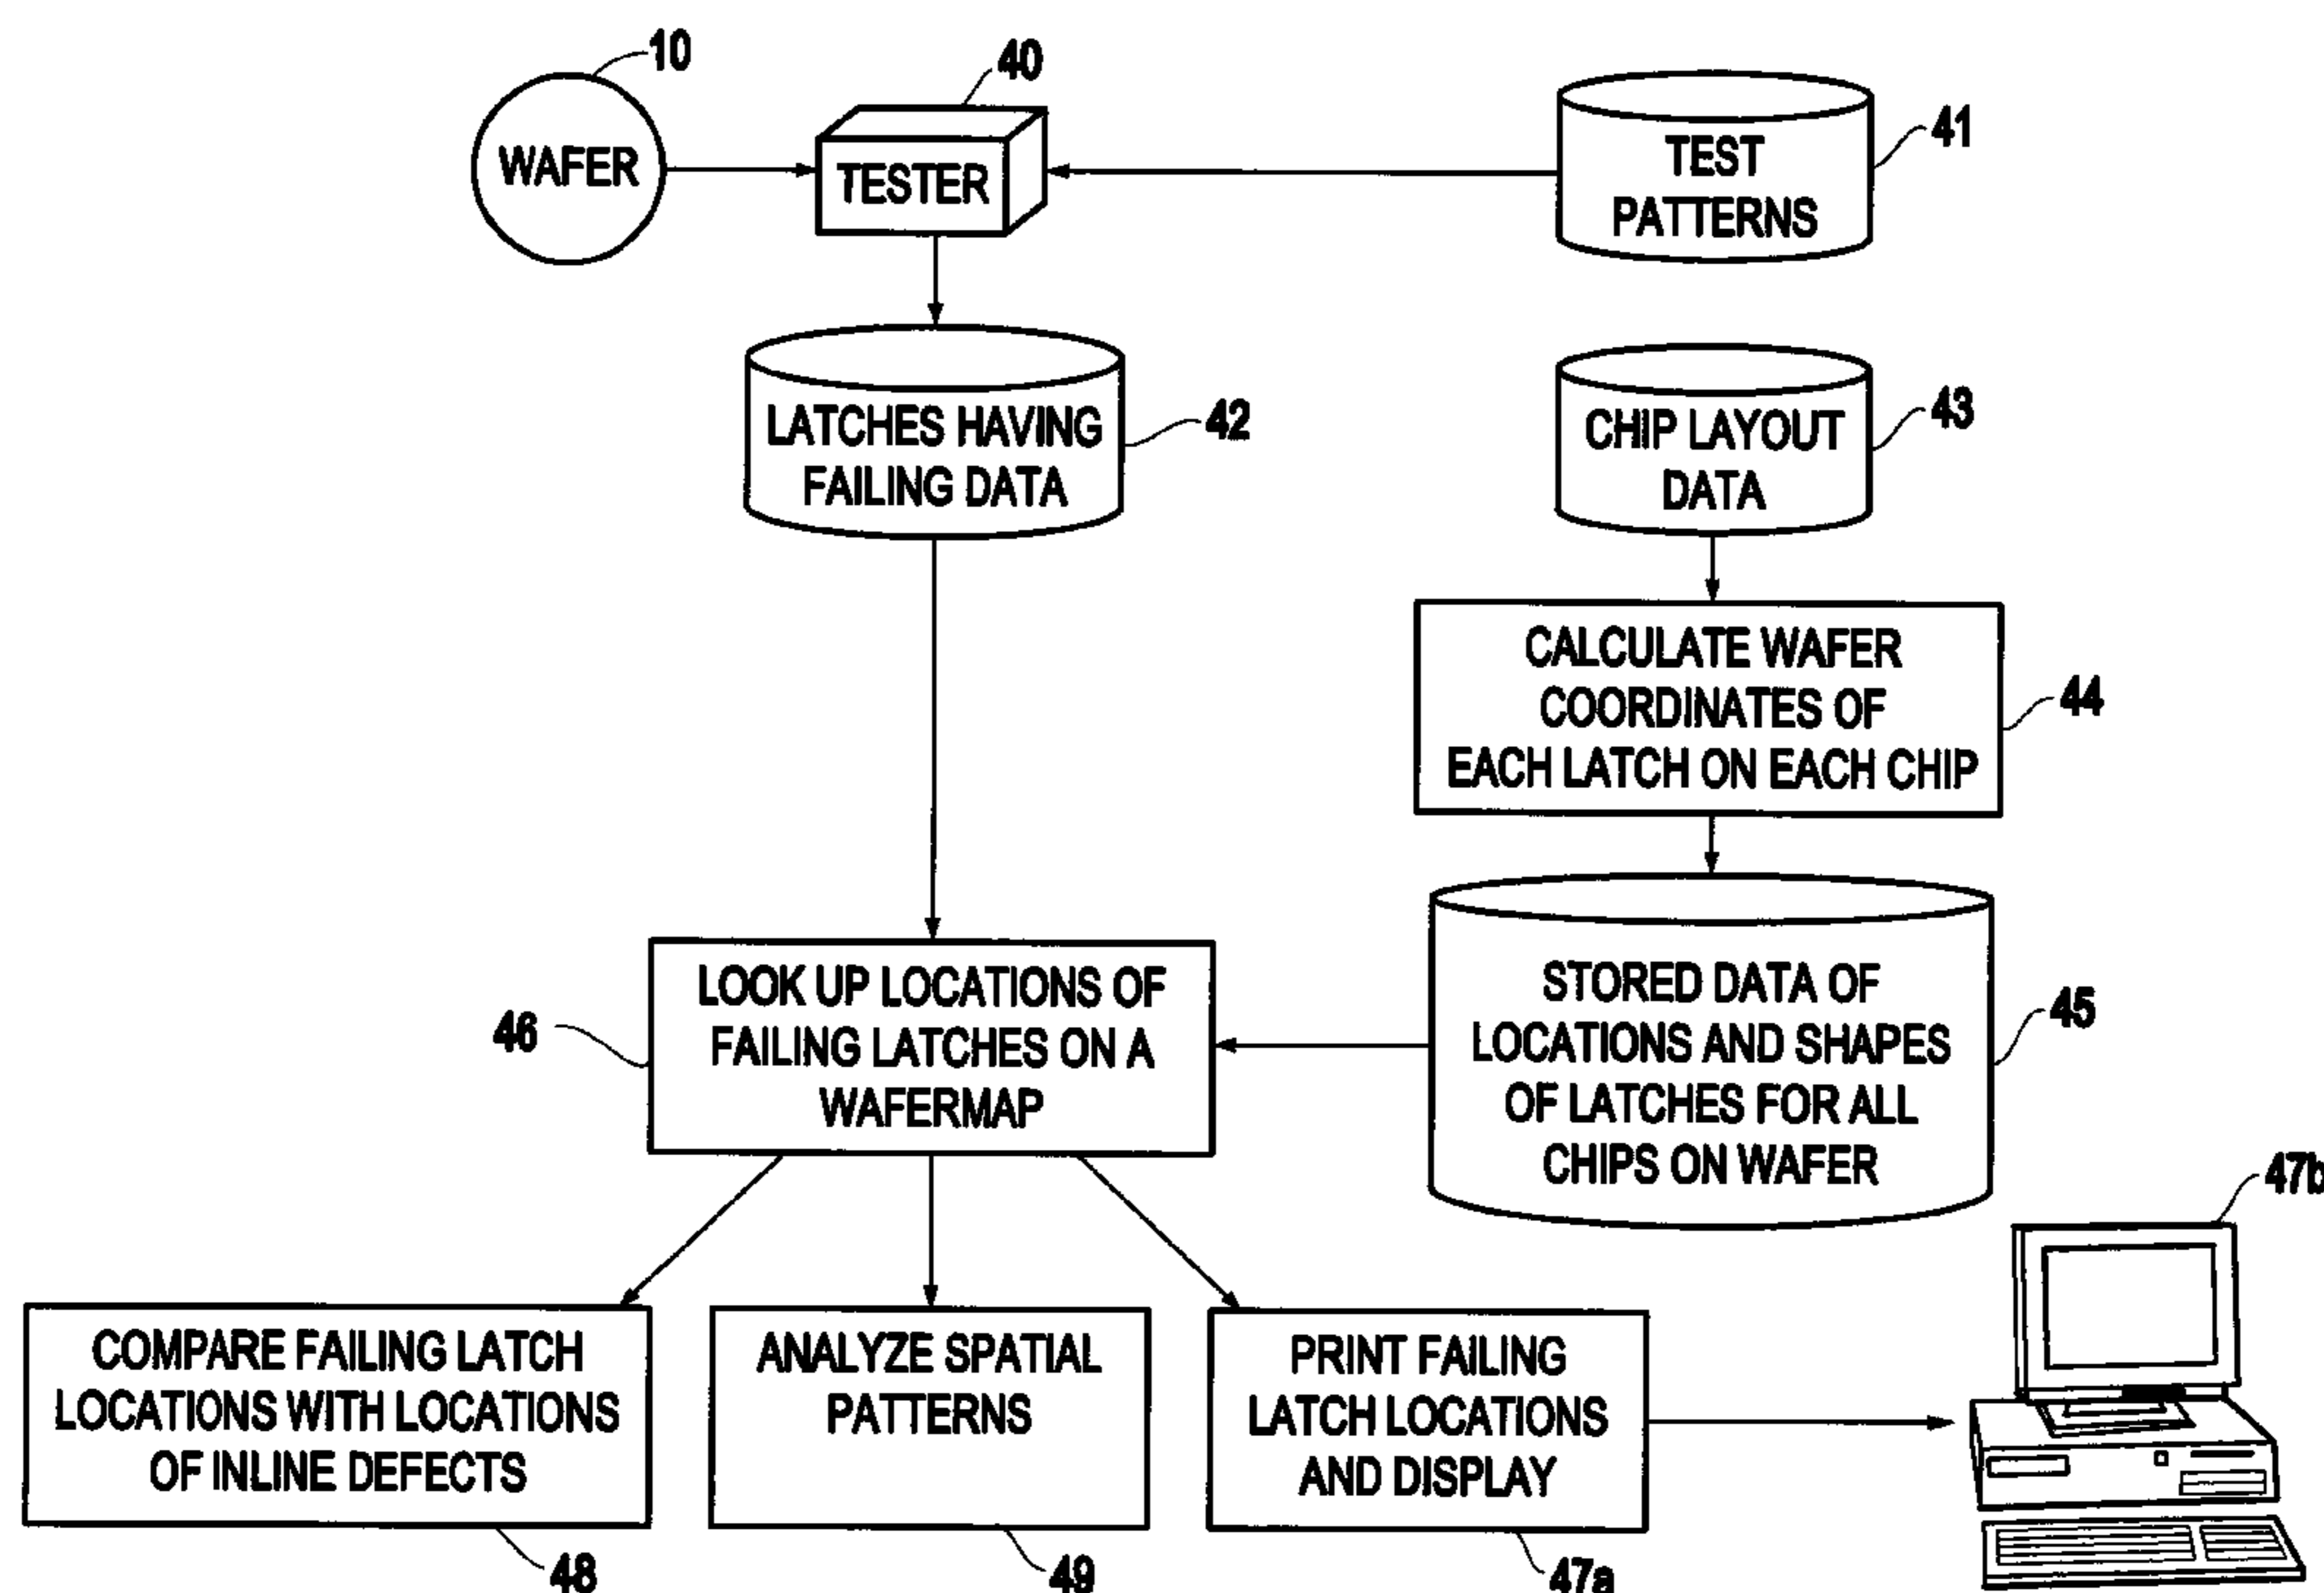 10
WAFER
40
TESTER
TEST
PATTERNS
41
LATCHES HAVING
FAILING DATA
42
CHIP LAYOUT
DATA
43
CALCULATE WAFER
COORDINATES OF
EACH LATCH ON EACH CHIP
44
LOOK UP LOCATIONS OF
FAILING LATCHES ON A
WAFERMAP
46
STORED DATA OF
LOCATIONS AND SHAPES
OF LATCHES FOR ALL
CHIPS ON WAFER
45
COMPARE FAILING LATCH
LOCATIONS WITH LOCATIONS
OF INLINE DEFECTS
48
ANALYZE SPATIAL
PATTERNS
49
PRINT FAILING
LATCH LOCATIONS
AND DISPLAY
47a
47b